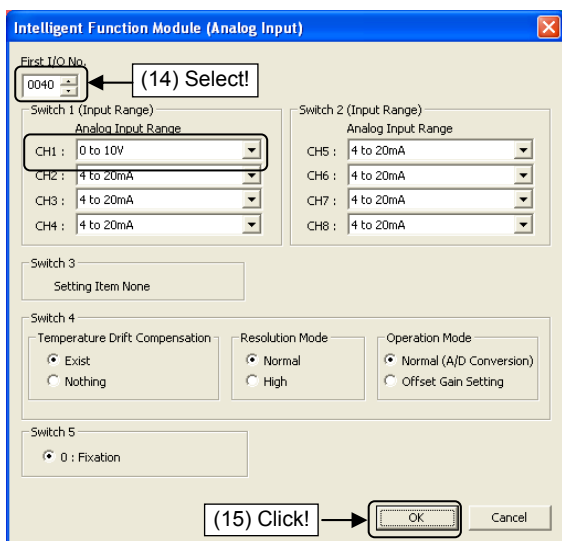 Intelligent Function Module (Analog Input)
First I/O No.
0040
(14) Select!
Switch 1 (Input Range)
Analog Input Range
CH1 : 0 to 10V
CH2 : 4 to 20mA
CH3 : 4 to 20mA
CH4 : 4 to 20mA
Switch 2 (Input Range)
Analog Input Range
CH5 : 4 to 20mA
CH6 : 4 to 20mA
CH7 : 4 to 20mA
CH8 : 4 to 20mA
Switch 3
Setting Item None
Switch 4
Temperature Drift Compensation
Exist
Nothing
Resolution Mode
Normal
High
Operation Mode
Normal (A/D Conversion)
Offset Gain Setting
Switch 5
0 : Fixation
(15) Click!
OK
Cancel